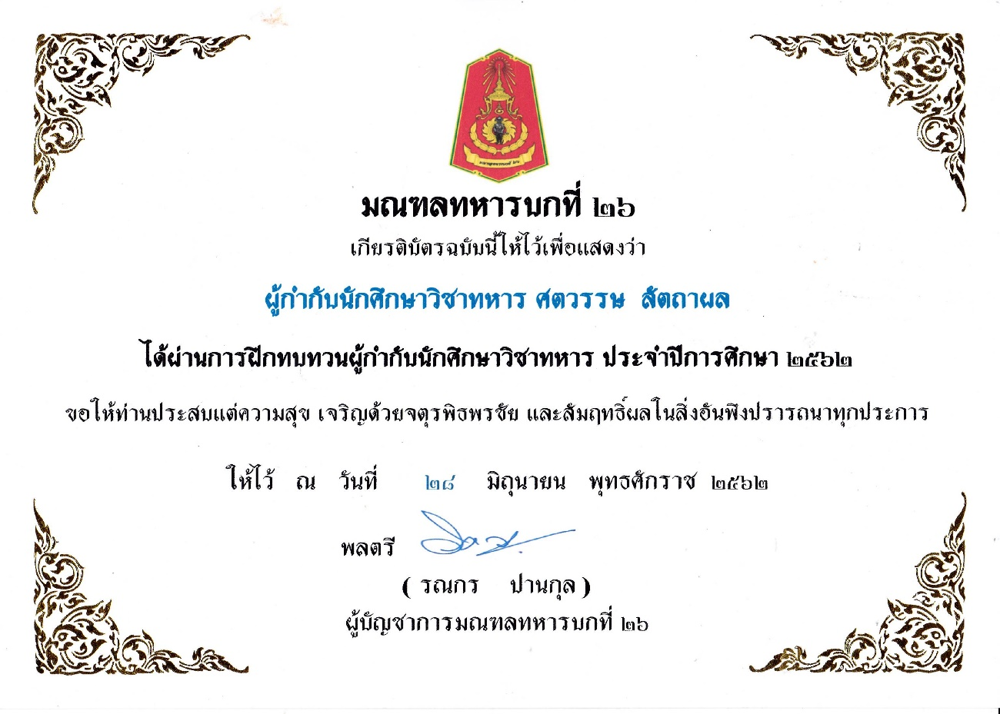 มณฑลทหารบกที่ ๒๖
เกียรติบัตรฉบับนี้ให้ไว้เพื่อแสดงว่า
ผู้กำกับนักศึกษาวิชาทหาร ศตวรรษ สัตถาผล
ได้ผ่านการฝึกทบทวนผู้กำกับนักศึกษาวิชาทหาร ประจำปีการศึกษา ๒๕๖๒
ขอให้ท่านประสบแต่ความสุข เจริญด้วยจตุรพิธพรชัย และสัมฤทธิ์ผลในสิ่งอันพึงปรารถนาทุกประการ
ให้ไว้ ณ วันที่ ๒๘ มิถุนายน พุทธศักราช ๒๕๖๒
พลตรี
( รณกร ปานกุล )
ผู้บัญชาการมณฑลทหารบกที่ ๒๖